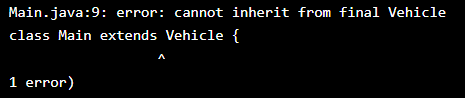 Main.java:9: error: cannot inherit from final Vehicle
class Main extends Vehicle {
^
1 error)